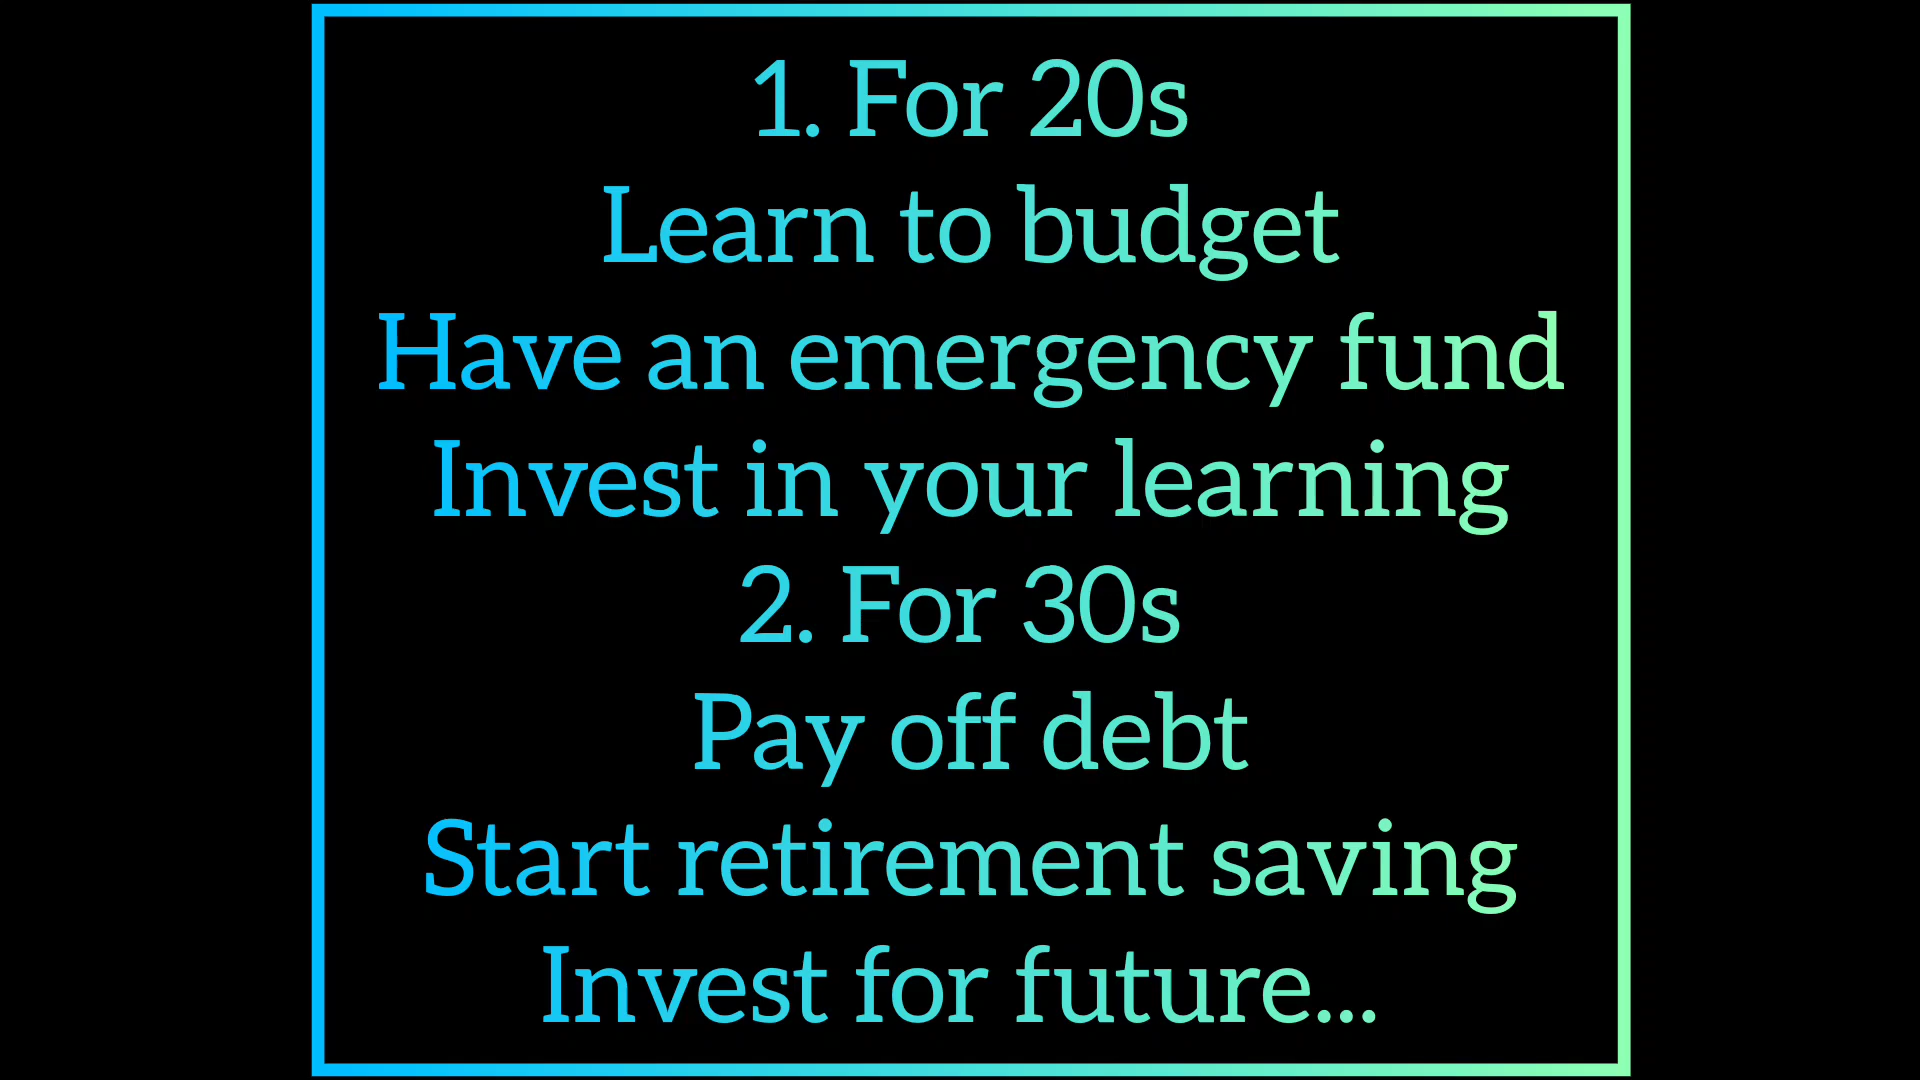 1. For 20s
Learn to budget
Have an emergency fund
Invest in your learning
2. For 30s
Pay off debt
Start retirement saving
Invest for future...